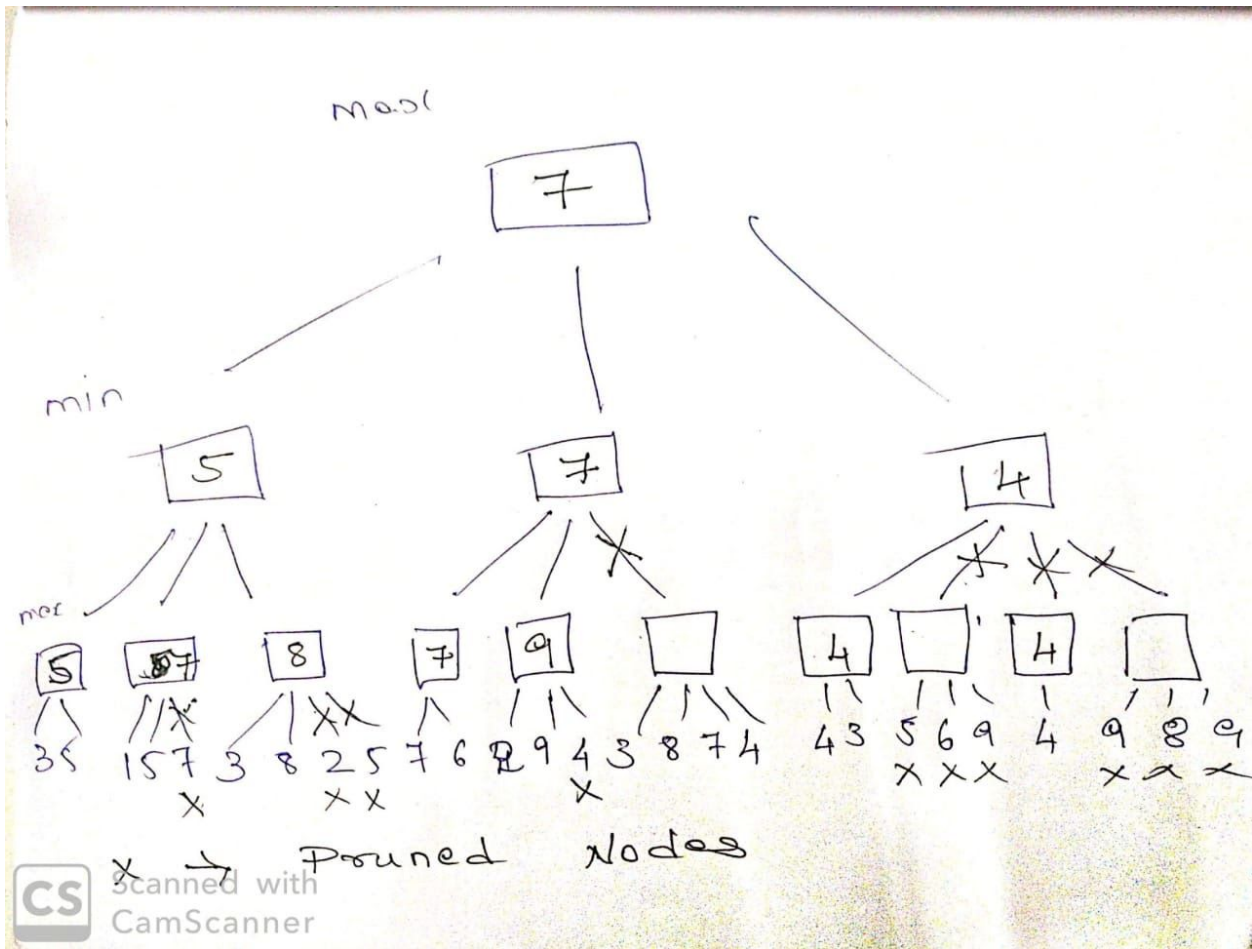 max
7
min
5 7 4
max
5 7 8 7 9 4 4
3 5 1 5 7 3 8 2 5 7 6 2 9 4 3 8 7 4 4 3 5 6 9 4 9 8 9
x x x x x x x x x x
x → Pruned Nodes
CS Scanned with
CamScanner